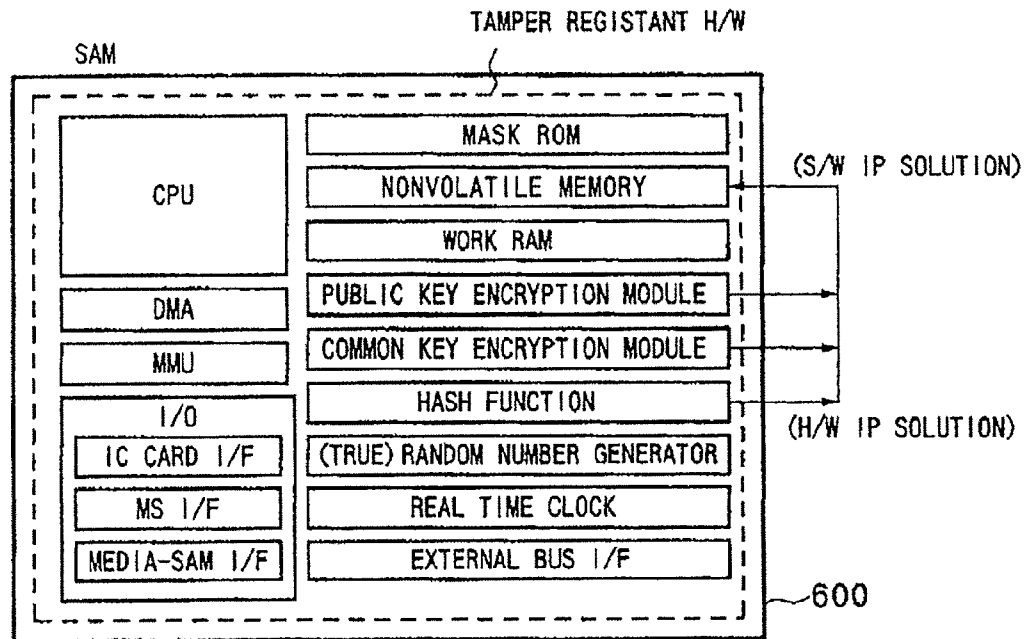 TAMPER REGISTANT H/W
SAM
CPU
DMA
MMU
I/O
IC CARD I/F
MS I/F
MEDIA-SAM I/F
MASK ROM
NONVOLATILE MEMORY
WORK RAM
PUBLIC KEY ENCRYPTION MODULE
COMMON KEY ENCRYPTION MODULE
HASH FUNCTION
(TRUE) RANDOM NUMBER GENERATOR
REAL TIME CLOCK
EXTERNAL BUS I/F
(S/W IP SOLUTION)
(H/W IP SOLUTION)
600